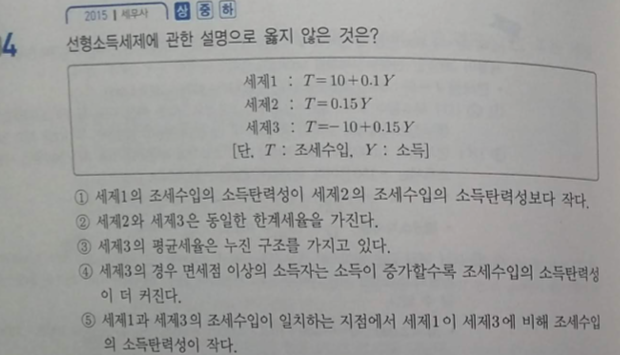 2015 | 세무사 상 중 하
4
선형소득세제에 관한 설명으로 옳지 않은 것은?
세제1 : T=10+0.1Y
세제2 : T=0.15Y
세제3 : T=-10+0.15Y
[단, T : 조세수입, Y : 소득]
① 세제1의 조세수입의 소득탄력성이 세제2의 조세수입의 소득탄력성보다 작다.
② 세제2와 세제3은 동일한 한계세율을 가진다.
③ 세제3의 평균세율은 누진 구조를 가지고 있다.
④ 세제3의 경우 면세점 이상의 소득자는 소득이 증가할수록 조세수입의 소득탄력성
이 더 커진다.
⑤ 세제1과 세제3의 조세수입이 일치하는 지점에서 세제1이 세제3에 비해 조세수입
의 소득탄력성이 작다.